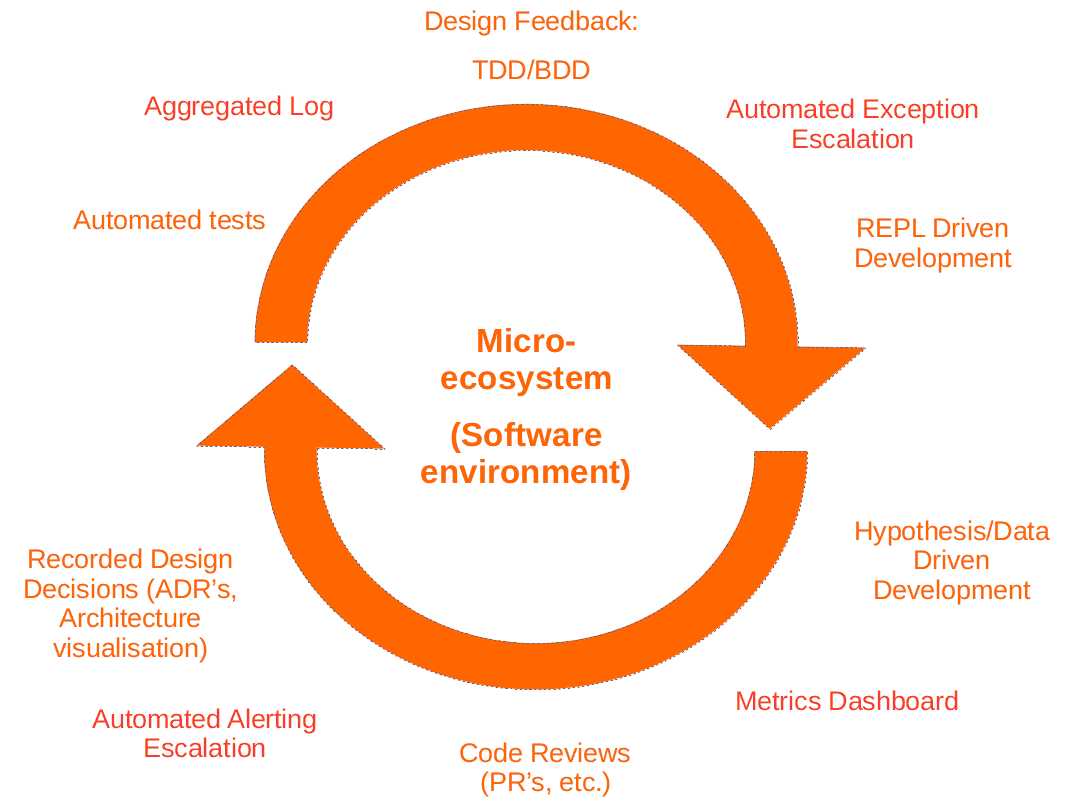 Design Feedback:
TDD/BDD
Aggregated Log
Automated Exception
Escalation
Automated tests
REPL Driven
Development
Micro-
ecosystem
(Software
environment)
Hypothesis/Data
Driven
Development
Recorded Design
Decisions (ADR’s,
Architecture
visualisation)
Metrics Dashboard
Automated Alerting
Escalation
Code Reviews
(PR’s, etc.)